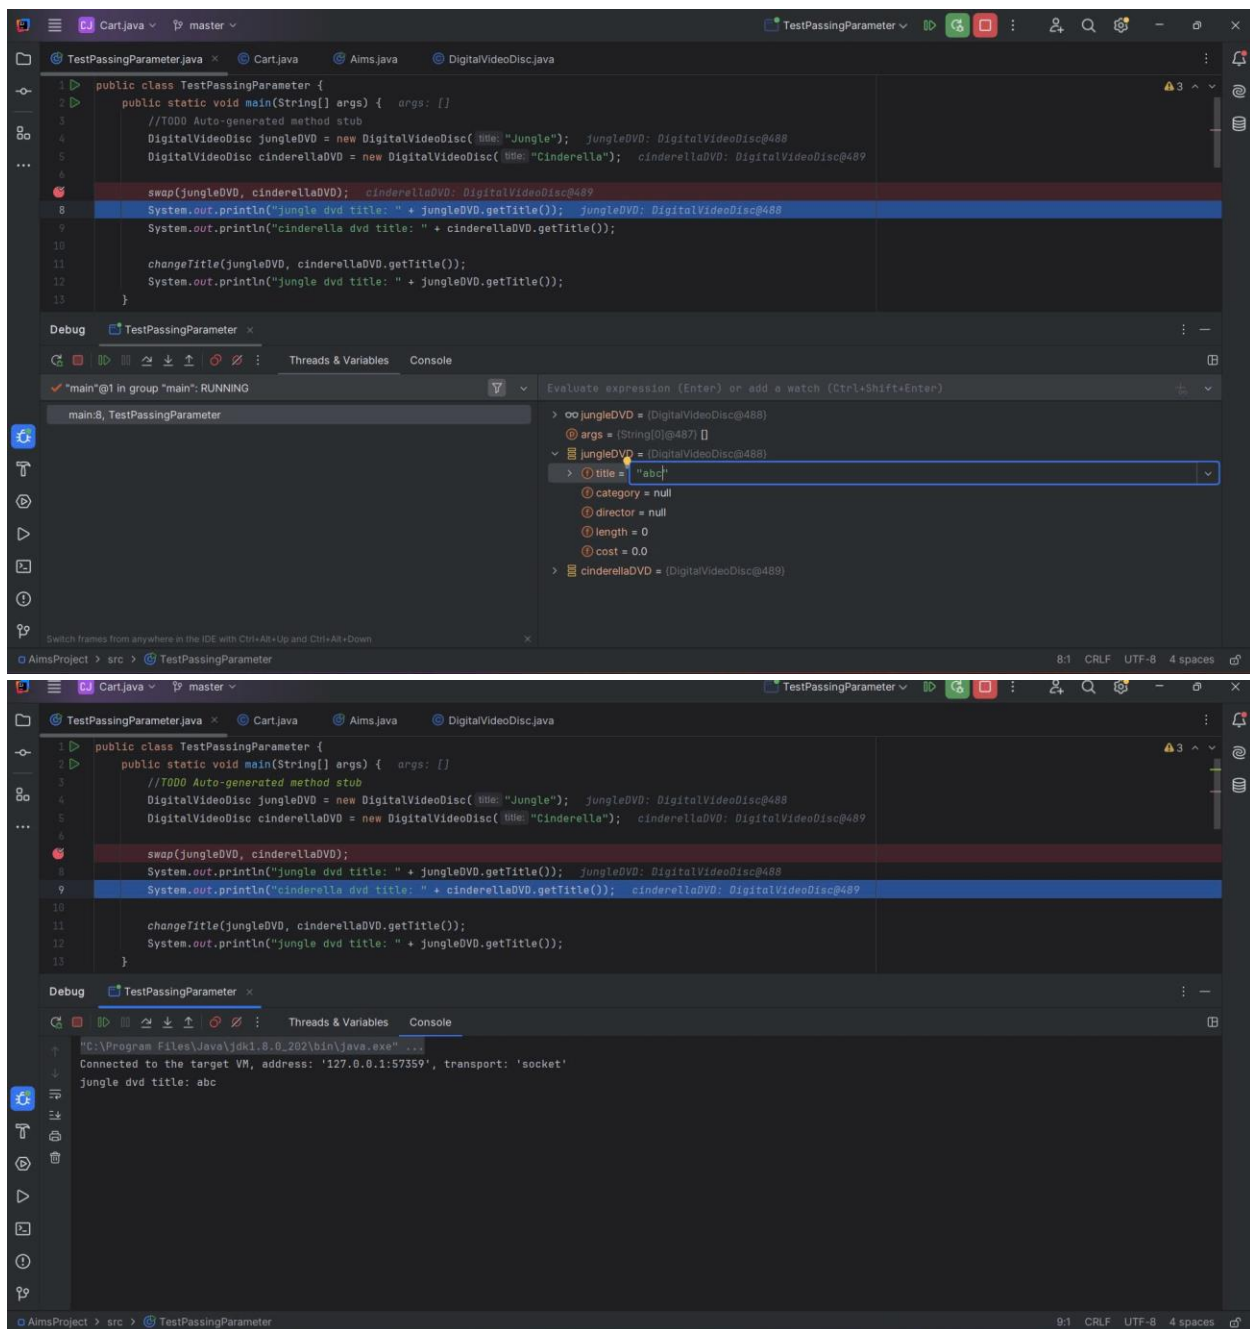 CJ Cart.java master TestPassingParameter
TestPassingParameter.java × Cart.java Aims.java DigitalVideoDisc.java
1 public class TestPassingParameter { 3
2 public static void main(String[] args) { args: []
3 //TODO Auto-generated method stub
4 DigitalVideoDisc jungleDVD = new DigitalVideoDisc( title: "Jungle"); jungleDVD: DigitalVideoDisc@488
5 DigitalVideoDisc cinderellaDVD = new DigitalVideoDisc( title: "Cinderella"); cinderellaDVD: DigitalVideoDisc@489
6
swap(jungleDVD, cinderellaDVD); cinderellaDVD: DigitalVideoDisc@489
8 System.out.println("jungle dvd title: " + jungleDVD.getTitle()); jungleDVD: DigitalVideoDisc@488
9 System.out.println("cinderella dvd title: " + cinderellaDVD.getTitle());
10
11 changeTitle(jungleDVD, cinderellaDVD.getTitle());
12 System.out.println("jungle dvd title: " + jungleDVD.getTitle());
13 }
Debug TestPassingParameter ×
Threads & Variables Console
"main"@1 in group "main": RUNNING
Evaluate expression (Enter) or add a watch (Ctrl+Shift+Enter)
main:8, TestPassingParameter
jungleDVD = {DigitalVideoDisc@488}
args = {String[0]@487} []
jungleDVD = {DigitalVideoDisc@488}
title = "abc"
category = null
director = null
length = 0
cost = 0.0
cinderellaDVD = {DigitalVideoDisc@489}
Switch frames from anywhere in the IDE with Ctrl+Alt+Up and Ctrl+Alt+Down
AimsProject > src > TestPassingParameter 8:1 CRLF UTF-8 4 spaces
CJ Cart.java master TestPassingParameter
TestPassingParameter.java × Cart.java Aims.java DigitalVideoDisc.java
1 public class TestPassingParameter { 3
2 public static void main(String[] args) { args: []
3 //TODO Auto-generated method stub
4 DigitalVideoDisc jungleDVD = new DigitalVideoDisc( title: "Jungle"); jungleDVD: DigitalVideoDisc@488
5 DigitalVideoDisc cinderellaDVD = new DigitalVideoDisc( title: "Cinderella"); cinderellaDVD: DigitalVideoDisc@489
6
swap(jungleDVD, cinderellaDVD);
8 System.out.println("jungle dvd title: " + jungleDVD.getTitle()); jungleDVD: DigitalVideoDisc@488
9 System.out.println("cinderella dvd title: " + cinderellaDVD.getTitle()); cinderellaDVD: DigitalVideoDisc@489
10
11 changeTitle(jungleDVD, cinderellaDVD.getTitle());
12 System.out.println("jungle dvd title: " + jungleDVD.getTitle());
13 }
Debug TestPassingParameter ×
Threads & Variables Console
"C:\Program Files\Java\jdk1.8.0_202\bin\java.exe" ...
Connected to the target VM, address: '127.0.0.1:57359', transport: 'socket'
jungle dvd title: abc
AimsProject > src > TestPassingParameter 9:1 CRLF UTF-8 4 spaces